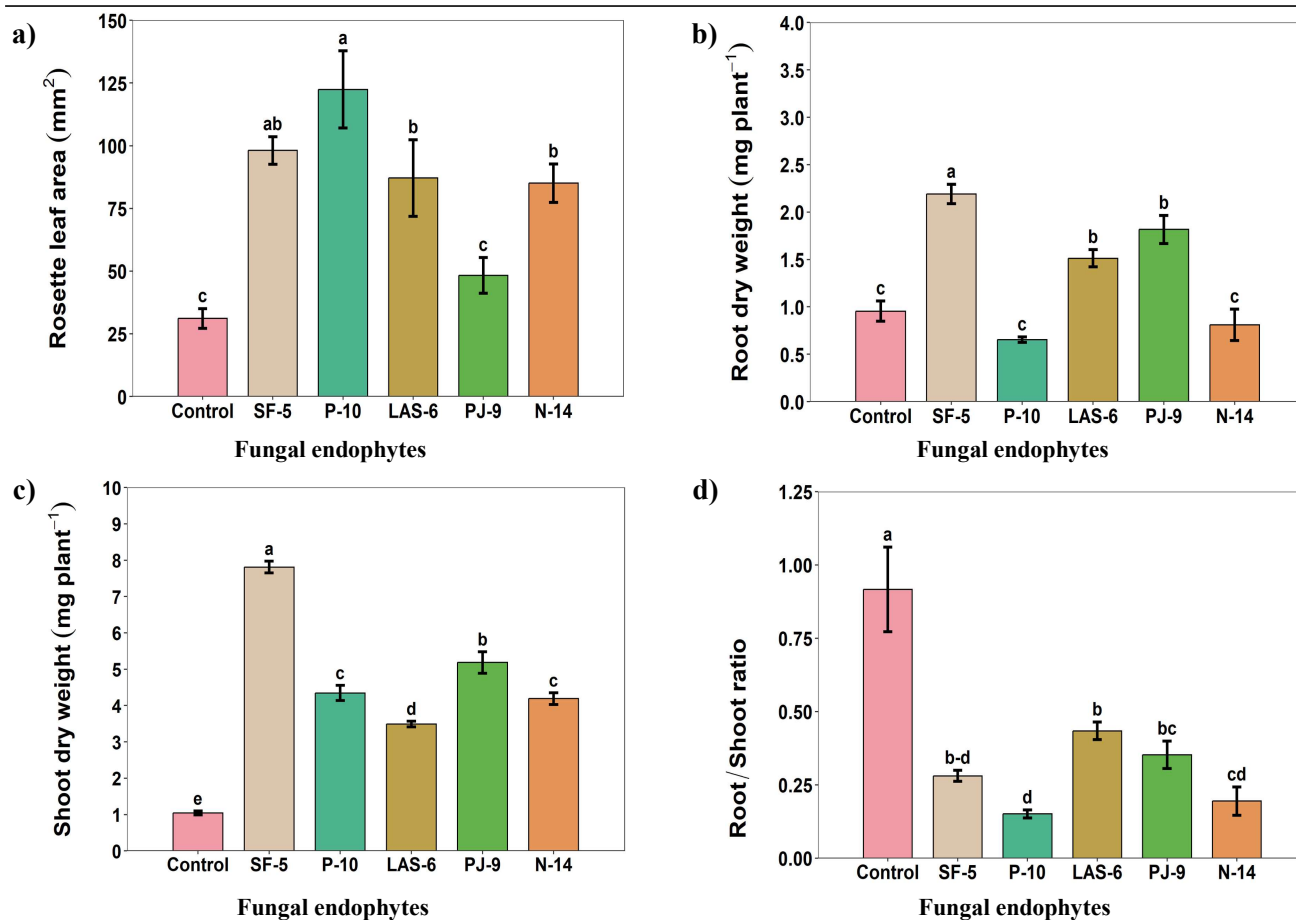 a)
Rosette leaf area (mm²)
150
125
100
75
50
25
0
c
ab
a
b
c
b
Control SF-5 P-10 LAS-6 PJ-9 N-14
Fungal endophytes
b)
Root dry weight (mg plant⁻¹)
4.0
3.5
3.0
2.5
2.0
1.5
1.0
0.5
0.0
c
a
c
b
b
c
Control SF-5 P-10 LAS-6 PJ-9 N-14
Fungal endophytes
c)
Shoot dry weight (mg plant⁻¹)
10
9
8
7
6
5
4
3
2
1
0
e
a
c
d
b
c
Control SF-5 P-10 LAS-6 PJ-9 N-14
Fungal endophytes
d)
Root/Shoot ratio
1.25
1.00
0.75
0.50
0.25
0.00
a
b-d
d
b
bc
cd
Control SF-5 P-10 LAS-6 PJ-9 N-14
Fungal endophytes